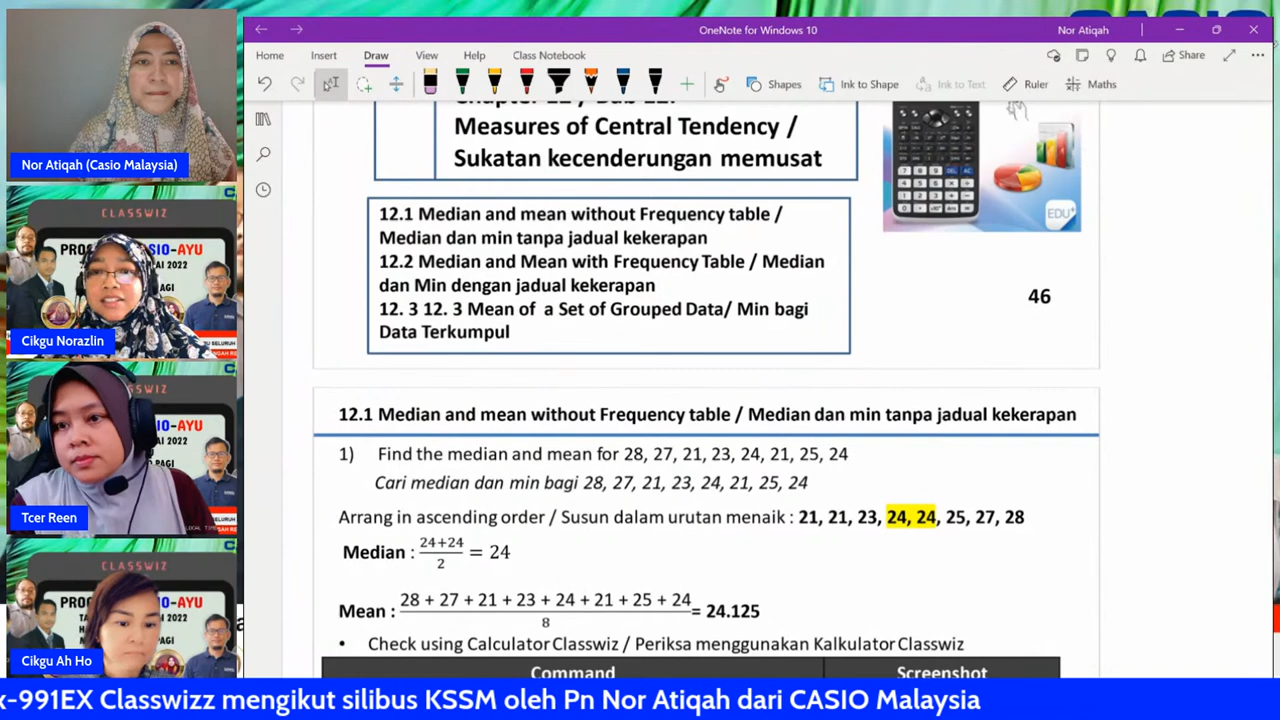 OneNote for Windows 10
Nor Atiqah
Home Insert Draw View Help Class Notebook
Share
Shapes Ink to Shape Ink to Text Ruler Maths
Measures of Central Tendency /
Sukatan kecenderungan memusat
EDU+
12.1 Median and mean without Frequency table /
Median dan min tanpa jadual kekerapan
12.2 Median and Mean with Frequency Table / Median
dan Min dengan jadual kekerapan
12. 3 12. 3 Mean of a Set of Grouped Data/ Min bagi
Data Terkumpul
46
12.1 Median and mean without Frequency table / Median dan min tanpa jadual kekerapan
1) Find the median and mean for 28, 27, 21, 23, 24, 21, 25, 24
Cari median dan min bagi 28, 27, 21, 23, 24, 21, 25, 24
Arrang in ascending order / Susun dalam urutan menaik : 21, 21, 23, 24, 24, 25, 27, 28
Median : 24+24/2 = 24
Mean : 28 + 27 + 21 + 23 + 24 + 21 + 25 + 24/8 = 24.125
• Check using Calculator Classwiz / Periksa menggunakan Kalkulator Classwiz
Command Screenshot
Nor Atiqah (Casio Malaysia)
CLASSWIZ
Cikgu Norazlin
Tcer Reen
CLASSWIZ
Cikgu Ah Ho
x-991EX Classwizz mengikut silibus KSSM oleh Pn Nor Atiqah dari CASIO Malaysia